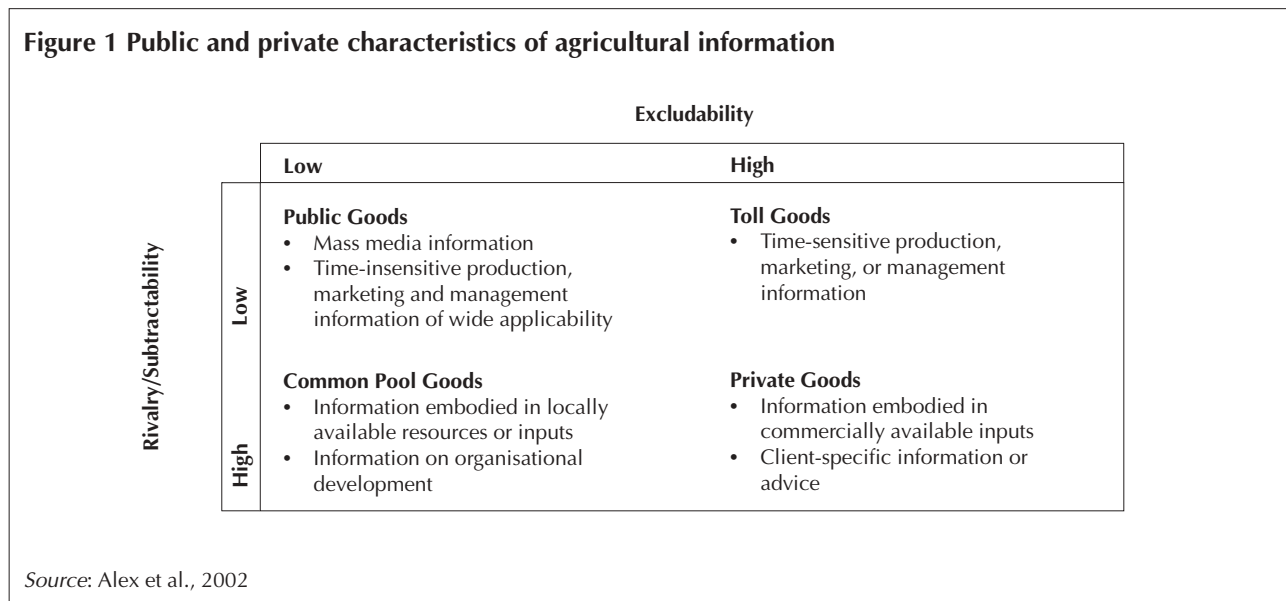 Figure 1 Public and private characteristics of agricultural information
Excludability
Low
High
Rivalry/Subtractability
Low
Public Goods
• Mass media information
• Time-insensitive production,
marketing and management
information of wide applicability
Toll Goods
• Time-sensitive production,
marketing, or management
information
High
Common Pool Goods
• Information embodied in locally
available resources or inputs
• Information on organisational
development
Private Goods
• Information embodied in
commercially available inputs
• Client-specific information or
advice
Source: Alex et al., 2002